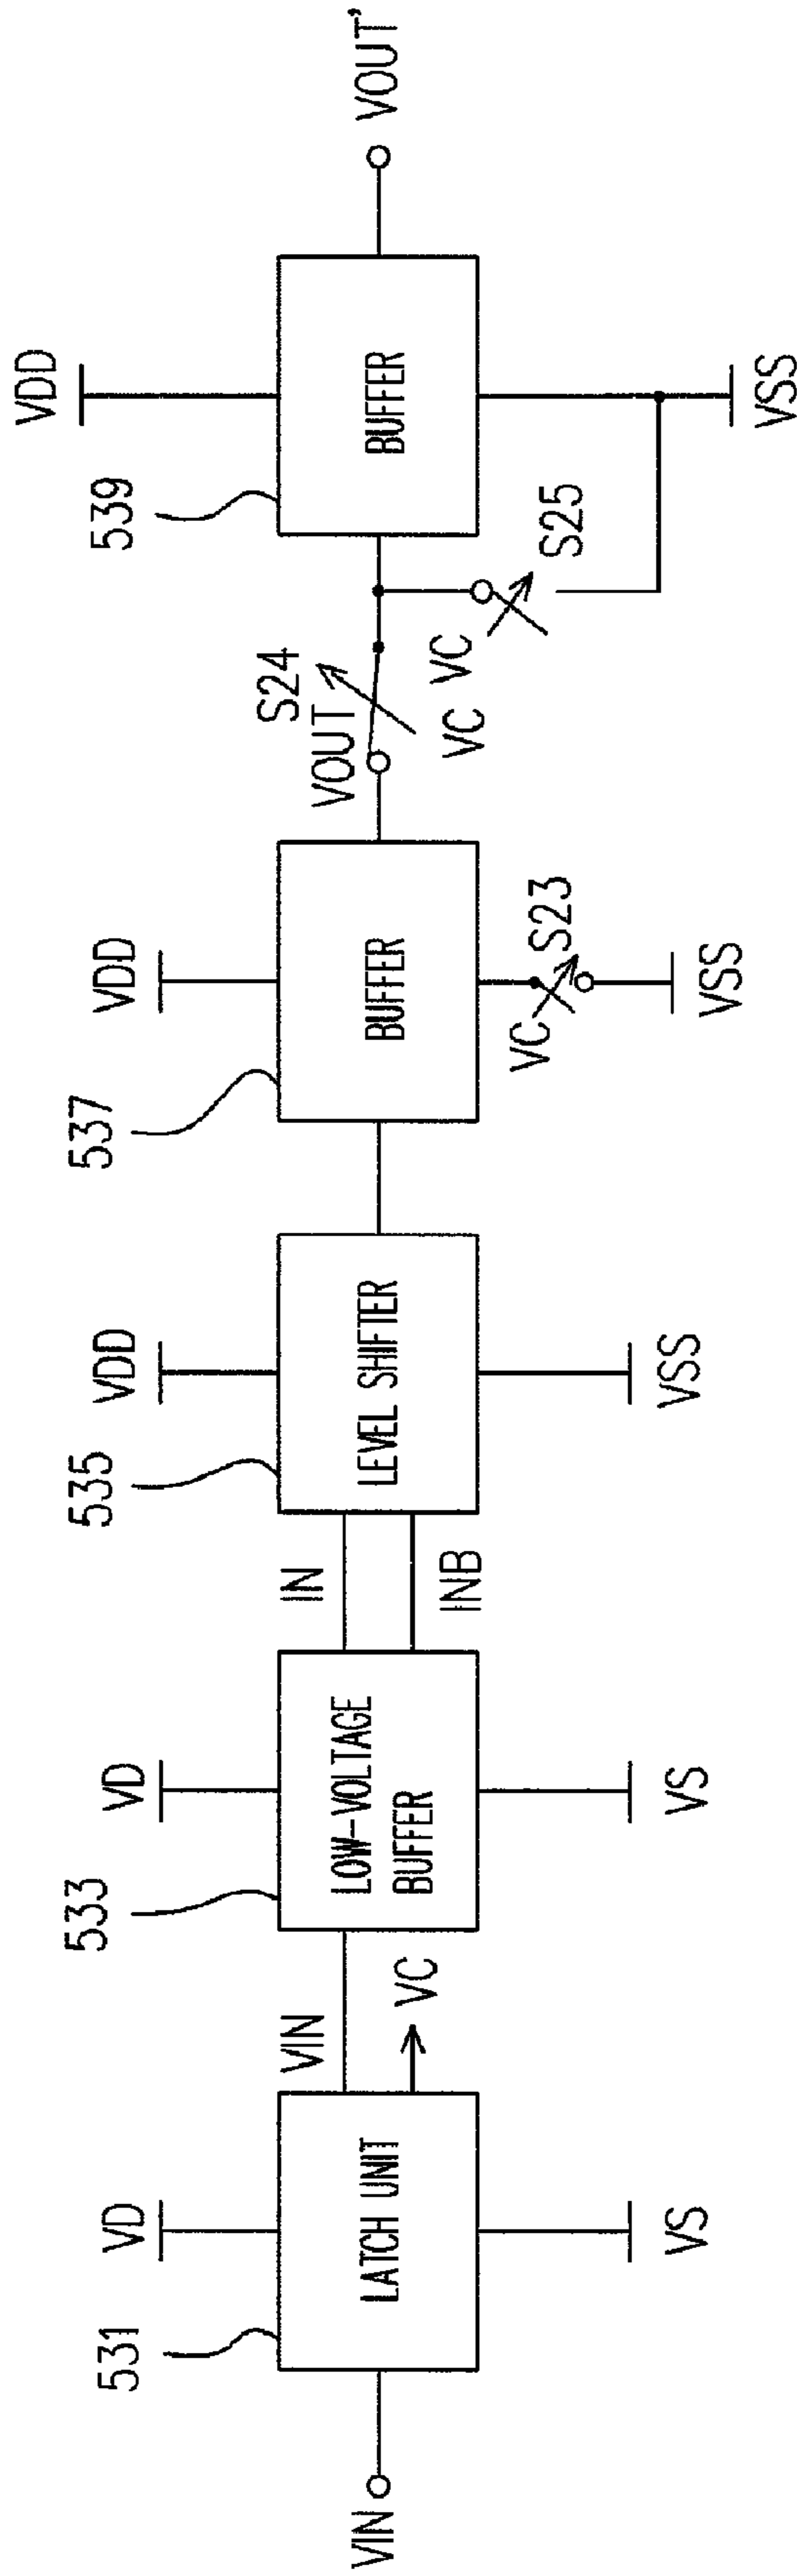 VIN
531
VD
LATCH UNIT
VS
VIN
VC
533
VD
LOW-VOLTAGE
BUFFER
VS
IN
INB
535
VDD
LEVEL SHIFTER
VSS
537
VDD
BUFFER
VC
S23
VSS
VOUT
S24
VC
VC
S25
539
VDD
BUFFER
VSS
VOUT'